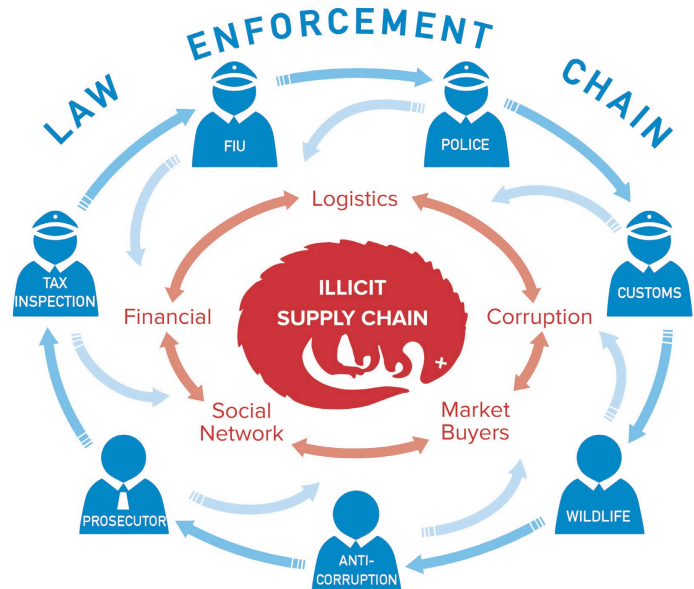 LAW ENFORCEMENT CHAIN
FIU
POLICE
TAX
INSPECTION
CUSTOMS
PROSECUTOR
ANTI-
CORRUPTION
WILDLIFE
Logistics
Financial
Corruption
Social
Network
Market
Buyers
ILLICIT
SUPPLY CHAIN